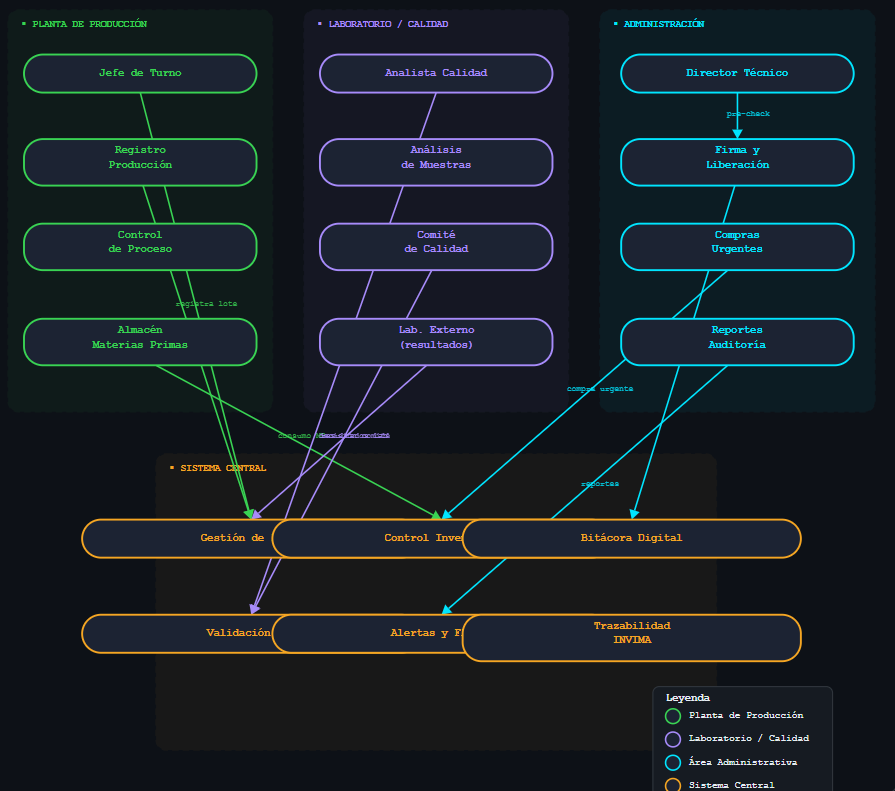 PLANTA DE PRODUCCIÓN
Jefe de Turno
Registro
Producción
Control
de Proceso
registra lote
Almacén
Materias Primas
LABORATORIO / CALIDAD
Analista Calidad
Análisis
de Muestras
Comité
de Calidad
Lab. Externo
(resultados)
ADMINISTRACIÓN
Director Técnico
pre-check
Firma y
Liberación
Compras
Urgentes
Reportes
Auditoría
compra urgente
consumo
reportes
SISTEMA CENTRAL
Gestión de
Control Inve
Bitácora Digital
Validación
Alertas y F
Trazabilidad
INVIMA
Leyenda
Planta de Producción
Laboratorio / Calidad
Área Administrativa
Sistema Central